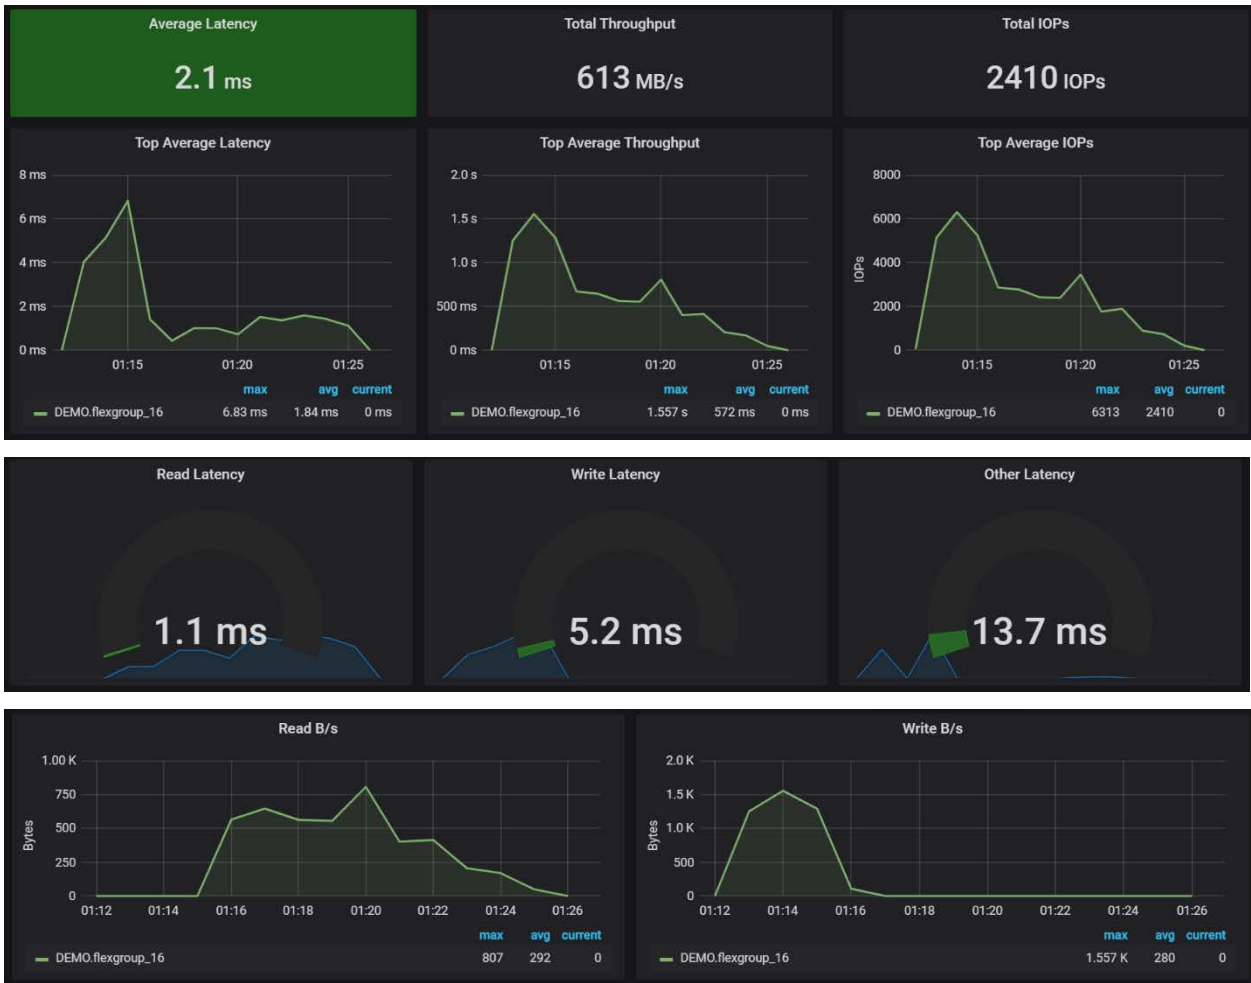 Average Latency
2.1 ms
Total Throughput
613 MB/s
Total IOPs
2410 IOPs
Top Average Latency
8 ms
6 ms
4 ms
2 ms
0 ms
01:15 01:20 01:25
max avg current
DEMO.flexgroup_16 6.83 ms 1.84 ms 0 ms
Top Average Throughput
2.0 s
1.5 s
1.0 s
500 ms
0 ms
01:15 01:20 01:25
max avg current
DEMO.flexgroup_16 1.557 s 572 ms 0 ms
Top Average IOPs
IOPs
8000
6000
4000
2000
0
01:15 01:20 01:25
max avg current
DEMO.flexgroup_16 6313 2410 0
Read Latency
1.1 ms
Write Latency
5.2 ms
Other Latency
13.7 ms
Read B/s
Bytes
1.00 K
750
500
250
0
01:12 01:14 01:16 01:18 01:20 01:22 01:24 01:26
max avg current
DEMO.flexgroup_16 807 292 0
Write B/s
Bytes
2.0 K
1.5 K
1.0 K
500
0
01:12 01:14 01:16 01:18 01:20 01:22 01:24 01:26
max avg current
DEMO.flexgroup_16 1.557 K 280 0